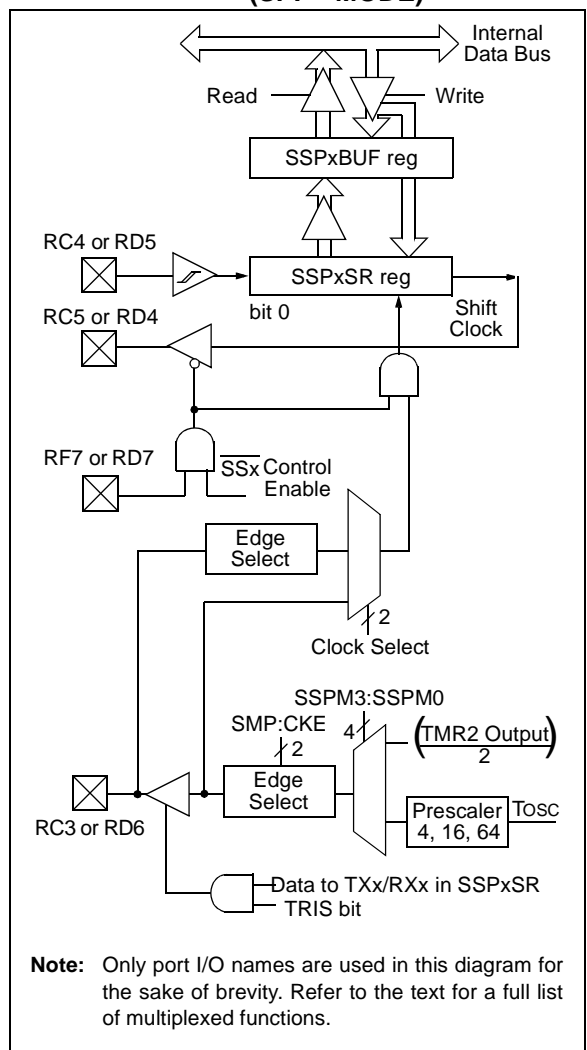 (SPI™ MODE)
Internal
Data Bus
Read
Write
SSPxBUF reg
RC4 or RD5
SSPxSR reg
RC5 or RD4
bit 0
Shift
Clock
RF7 or RD7
SSx Control
Enable
Edge
Select
2
Clock Select
SSPM3:SSPM0
SMP:CKE
4
(TMR2 Output)
2
2
Edge
Select
Prescaler
4, 16, 64
TOSC
RC3 or RD6
Data to TXx/RXx in SSPxSR
TRIS bit
Note: Only port I/O names are used in this diagram for
the sake of brevity. Refer to the text for a full list
of multiplexed functions.